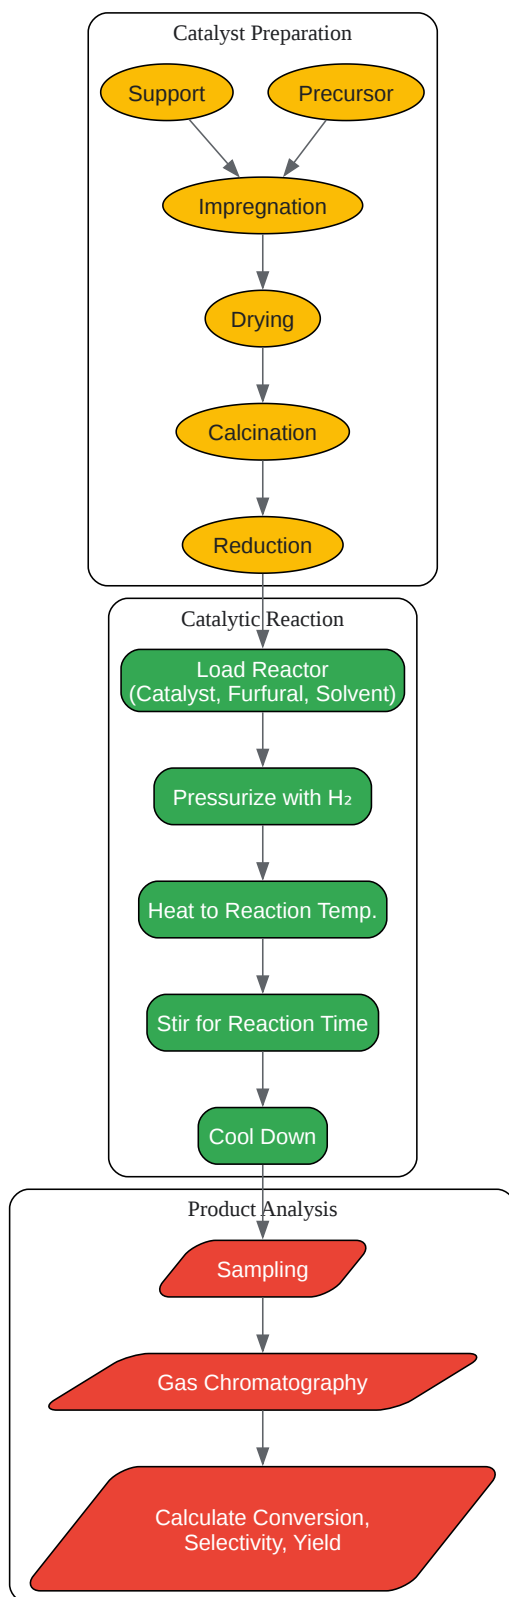 Catalyst Preparation
Support
Precursor
Impregnation
Drying
Calcination
Reduction
Catalytic Reaction
Load Reactor
(Catalyst, Furfural, Solvent)
Pressurize with H₂
Heat to Reaction Temp.
Stir for Reaction Time
Cool Down
Product Analysis
Sampling
Gas Chromatography
Calculate Conversion,
Selectivity, Yield